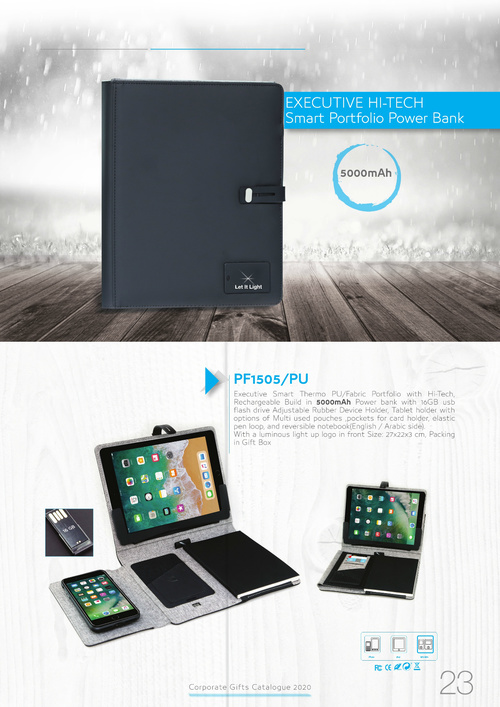 EXECUTIVE HI-TECH
Smart Portfolio Power Bank
5000mAh
Let It Light
PF1505/PU
Executive Smart Thermo PU/Fabric Portfolio with Hi-Tech,
Rechargeable Build in 5000mAh Power bank with 16GB usb
flash drive Adjustable Rubber Device Holder, Tablet holder with
options of Multi used pouches ,pockets for card holder, elastic
pen loop, and reversible notebook(English / Arabic side).
With a luminous light up logo in front Size: 27x22x3 cm, Packing
in Gift Box
16 GB
FC CE
Corporate Gifts Catalogue 2020
23